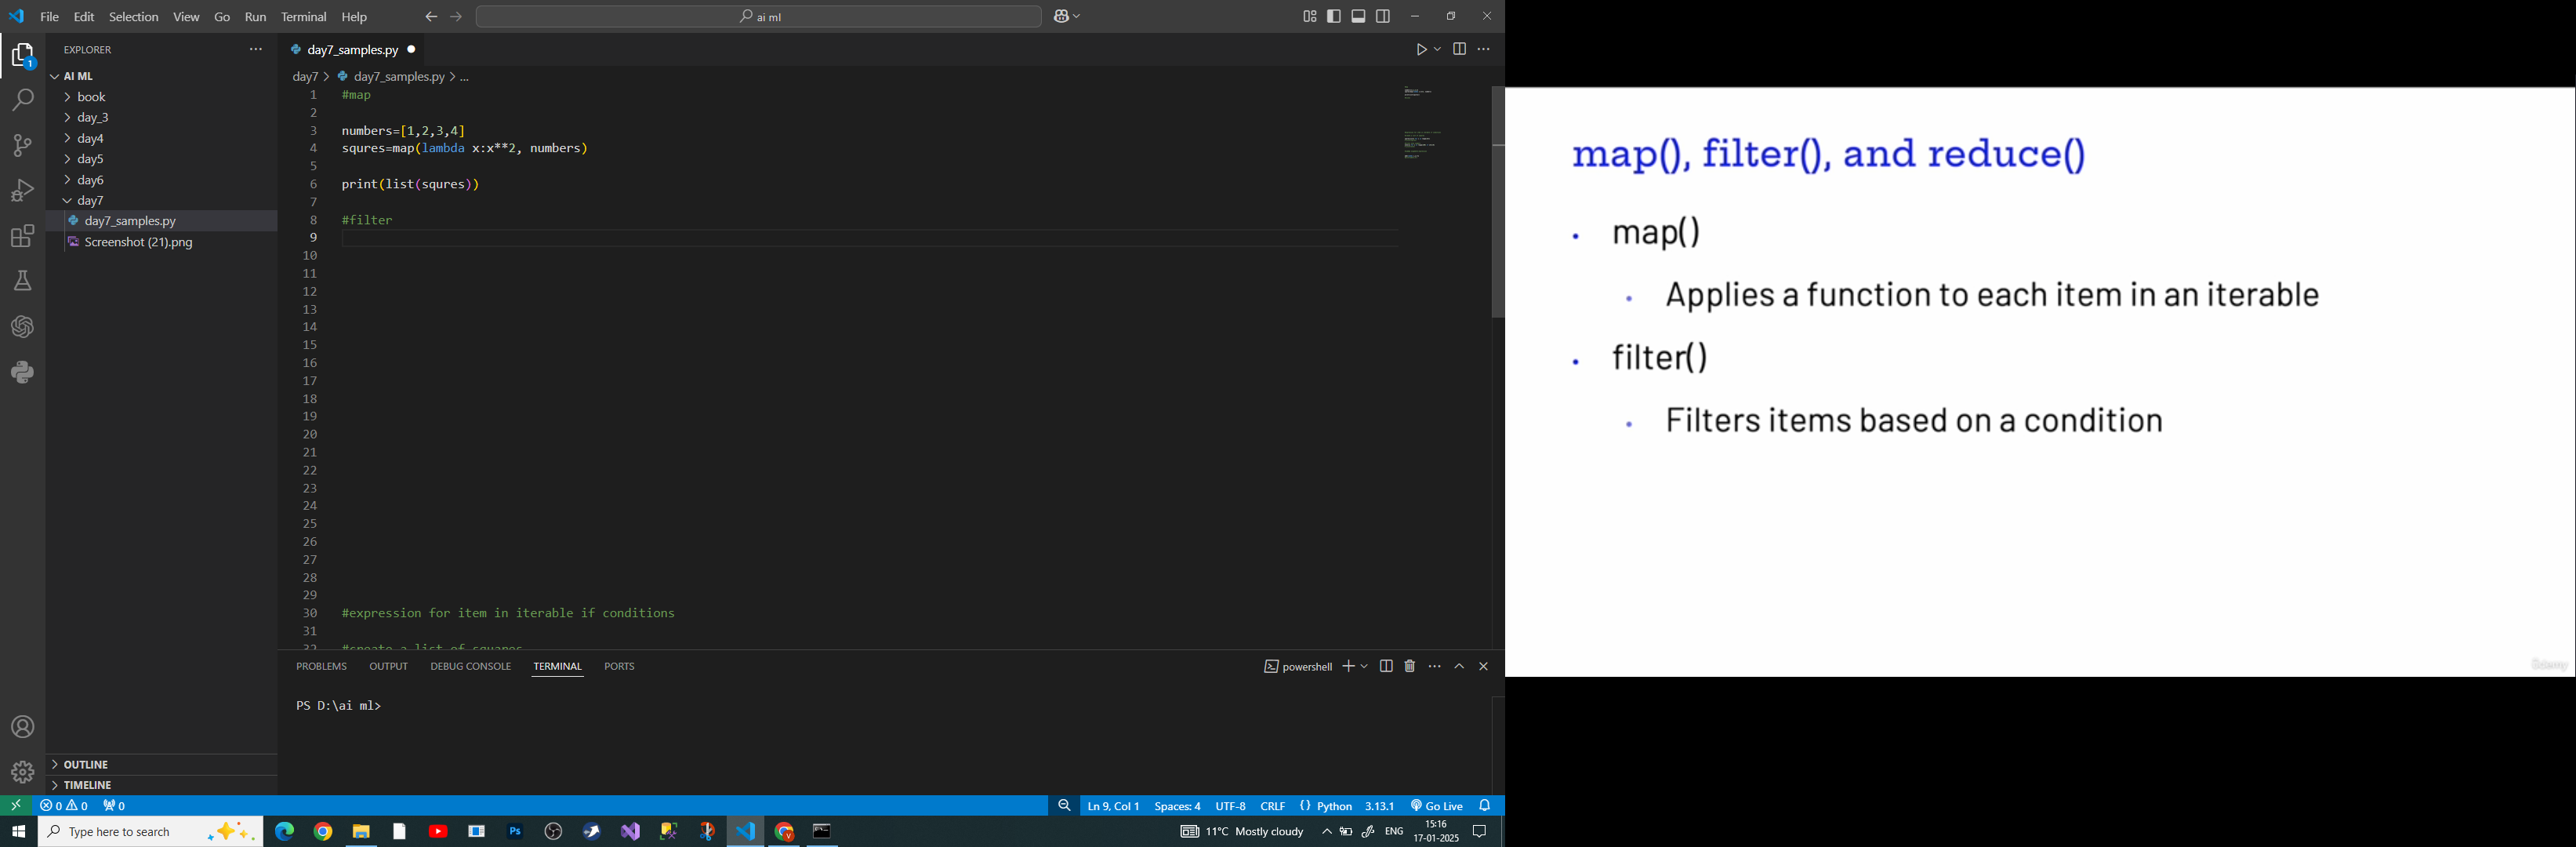 File Edit Selection View Go Run Terminal Help
ai ml
EXPLORER
AI ML
book
day_3
day4
day5
day6
day7
day7_samples.py
Screenshot (21).png
OUTLINE
TIMELINE
1
day7_samples.py
day7 > day7_samples.py > ...
1 #map
2
3 numbers=[1,2,3,4]
4 squres=map(lambda x:x**2, numbers)
5
6 print(list(squres))
7
8 #filter
9
10
11
12
13
14
15
16
17
18
19
20
21
22
23
24
25
26
27
28
29
30 #expression for item in iterable if conditions
31
32 #create a list of squares
PROBLEMS OUTPUT DEBUG CONSOLE TERMINAL PORTS
powershell
PS D:\ai ml>
0 0 0
Ln 9, Col 1 Spaces: 4 UTF-8 CRLF {} Python 3.13.1 Go Live
Type here to search
Ps
11°C Mostly cloudy
ENG
15:16
17-01-2025
map(), filter(), and reduce()
• map()
• Applies a function to each item in an iterable
• filter()
• Filters items based on a condition
Udemy